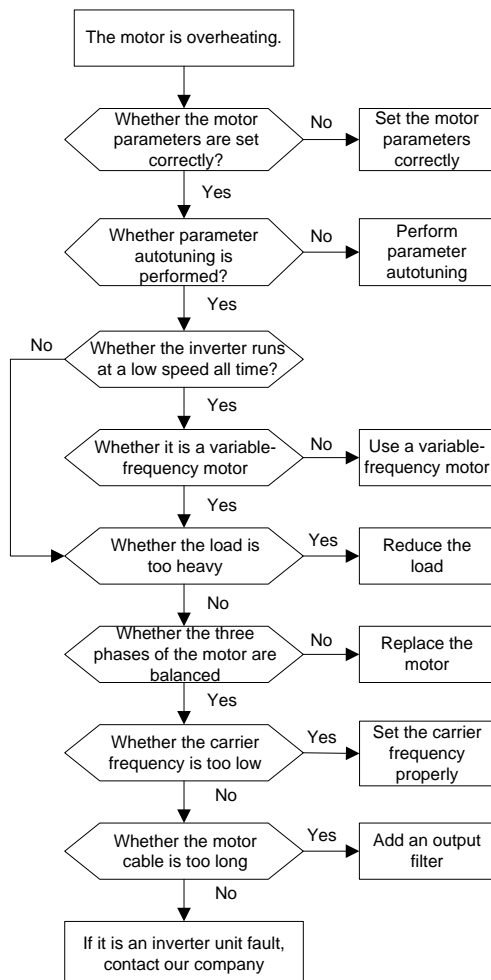 The motor is overheating.
Whether the motor
parameters are set
correctly?
No
Set the motor
parameters
correctly
Yes
Whether parameter
autotuning is
performed?
No
Perform
parameter
autotuning
Yes
No
Whether the inverter runs
at a low speed all time?
Yes
Whether it is a variable-
frequency motor
No
Use a variable-
frequency motor
Yes
Whether the load is
too heavy
Yes
Reduce the
load
No
Whether the three
phases of the motor are
balanced
No
Replace the
motor
Yes
Whether the carrier
frequency is too low
Yes
Set the carrier
frequency
properly
No
Whether the motor
cable is too long
Yes
Add an output
filter
No
If it is an inverter unit fault,
contact our company